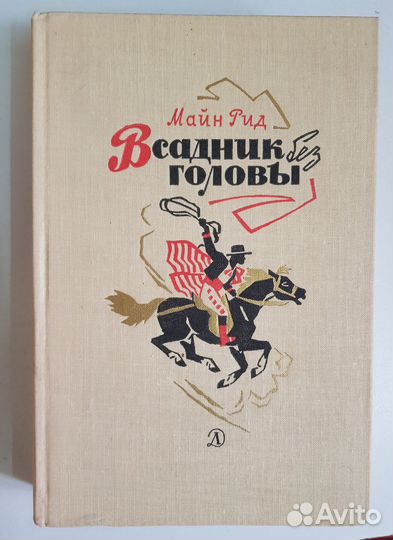 Майн Рид
Всадник без
головы
Д
Avito